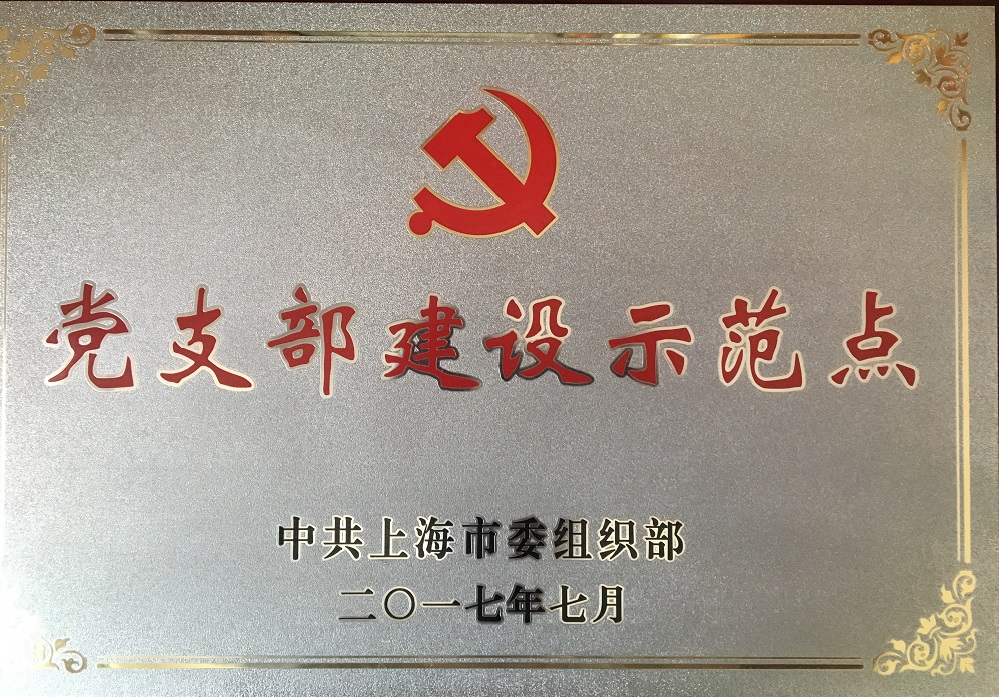 党支部建设示范点
中共上海市委组织部
二〇一七年七月